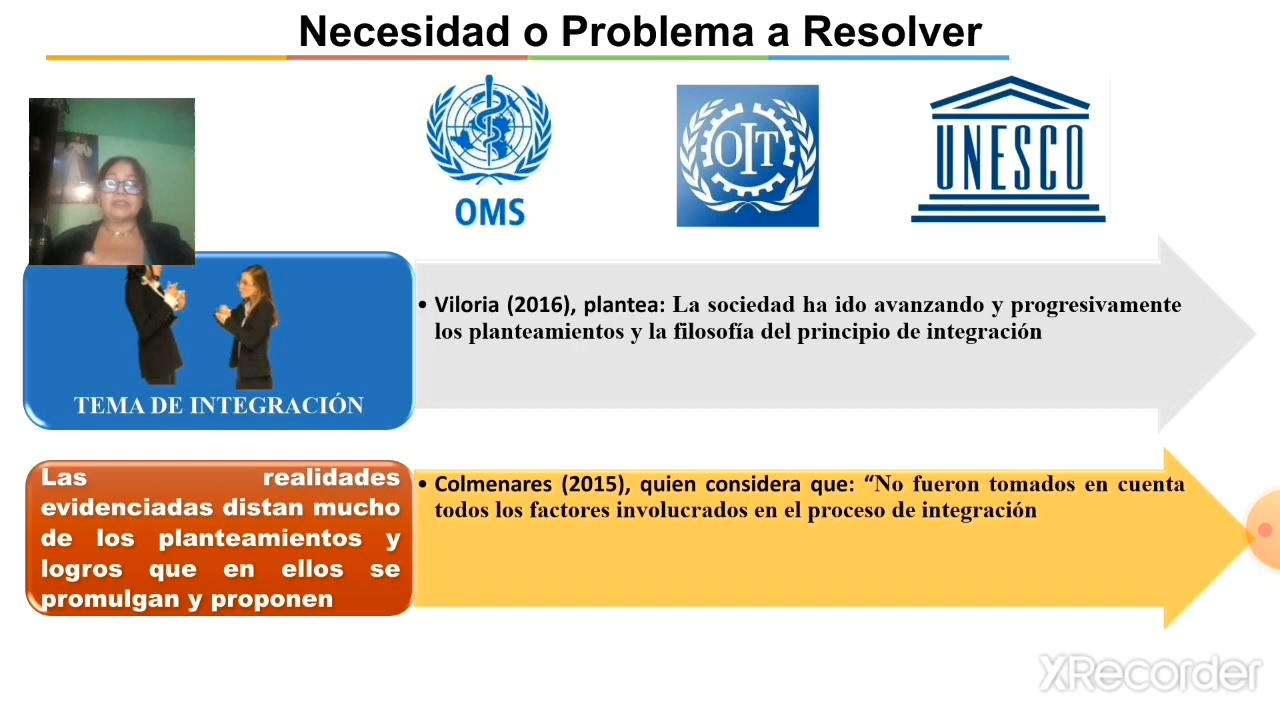 Necesidad o Problema a Resolver
OMS
OIT
UNESCO
• Viloria (2016), plantea: La sociedad ha ido avanzando y progresivamente
los planteamientos y la filosofía del principio de integración
TEMA DE INTEGRACIÓN
Las realidades
evidenciadas distan mucho
de los planteamientos y
logros que en ellos se
promulgan y proponen
• Colmenares (2015), quien considera que: “No fueron tomados en cuenta
todos los factores involucrados en el proceso de integración
XRecorder